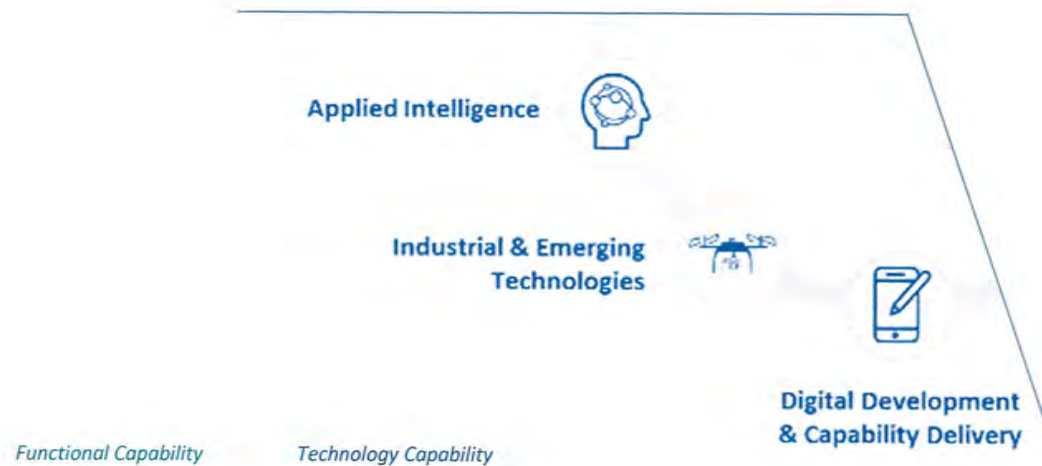 Applied Intelligence
Industrial & Emerging
Technologies
Digital Development
& Capability Delivery
Functional Capability
Technology Capability